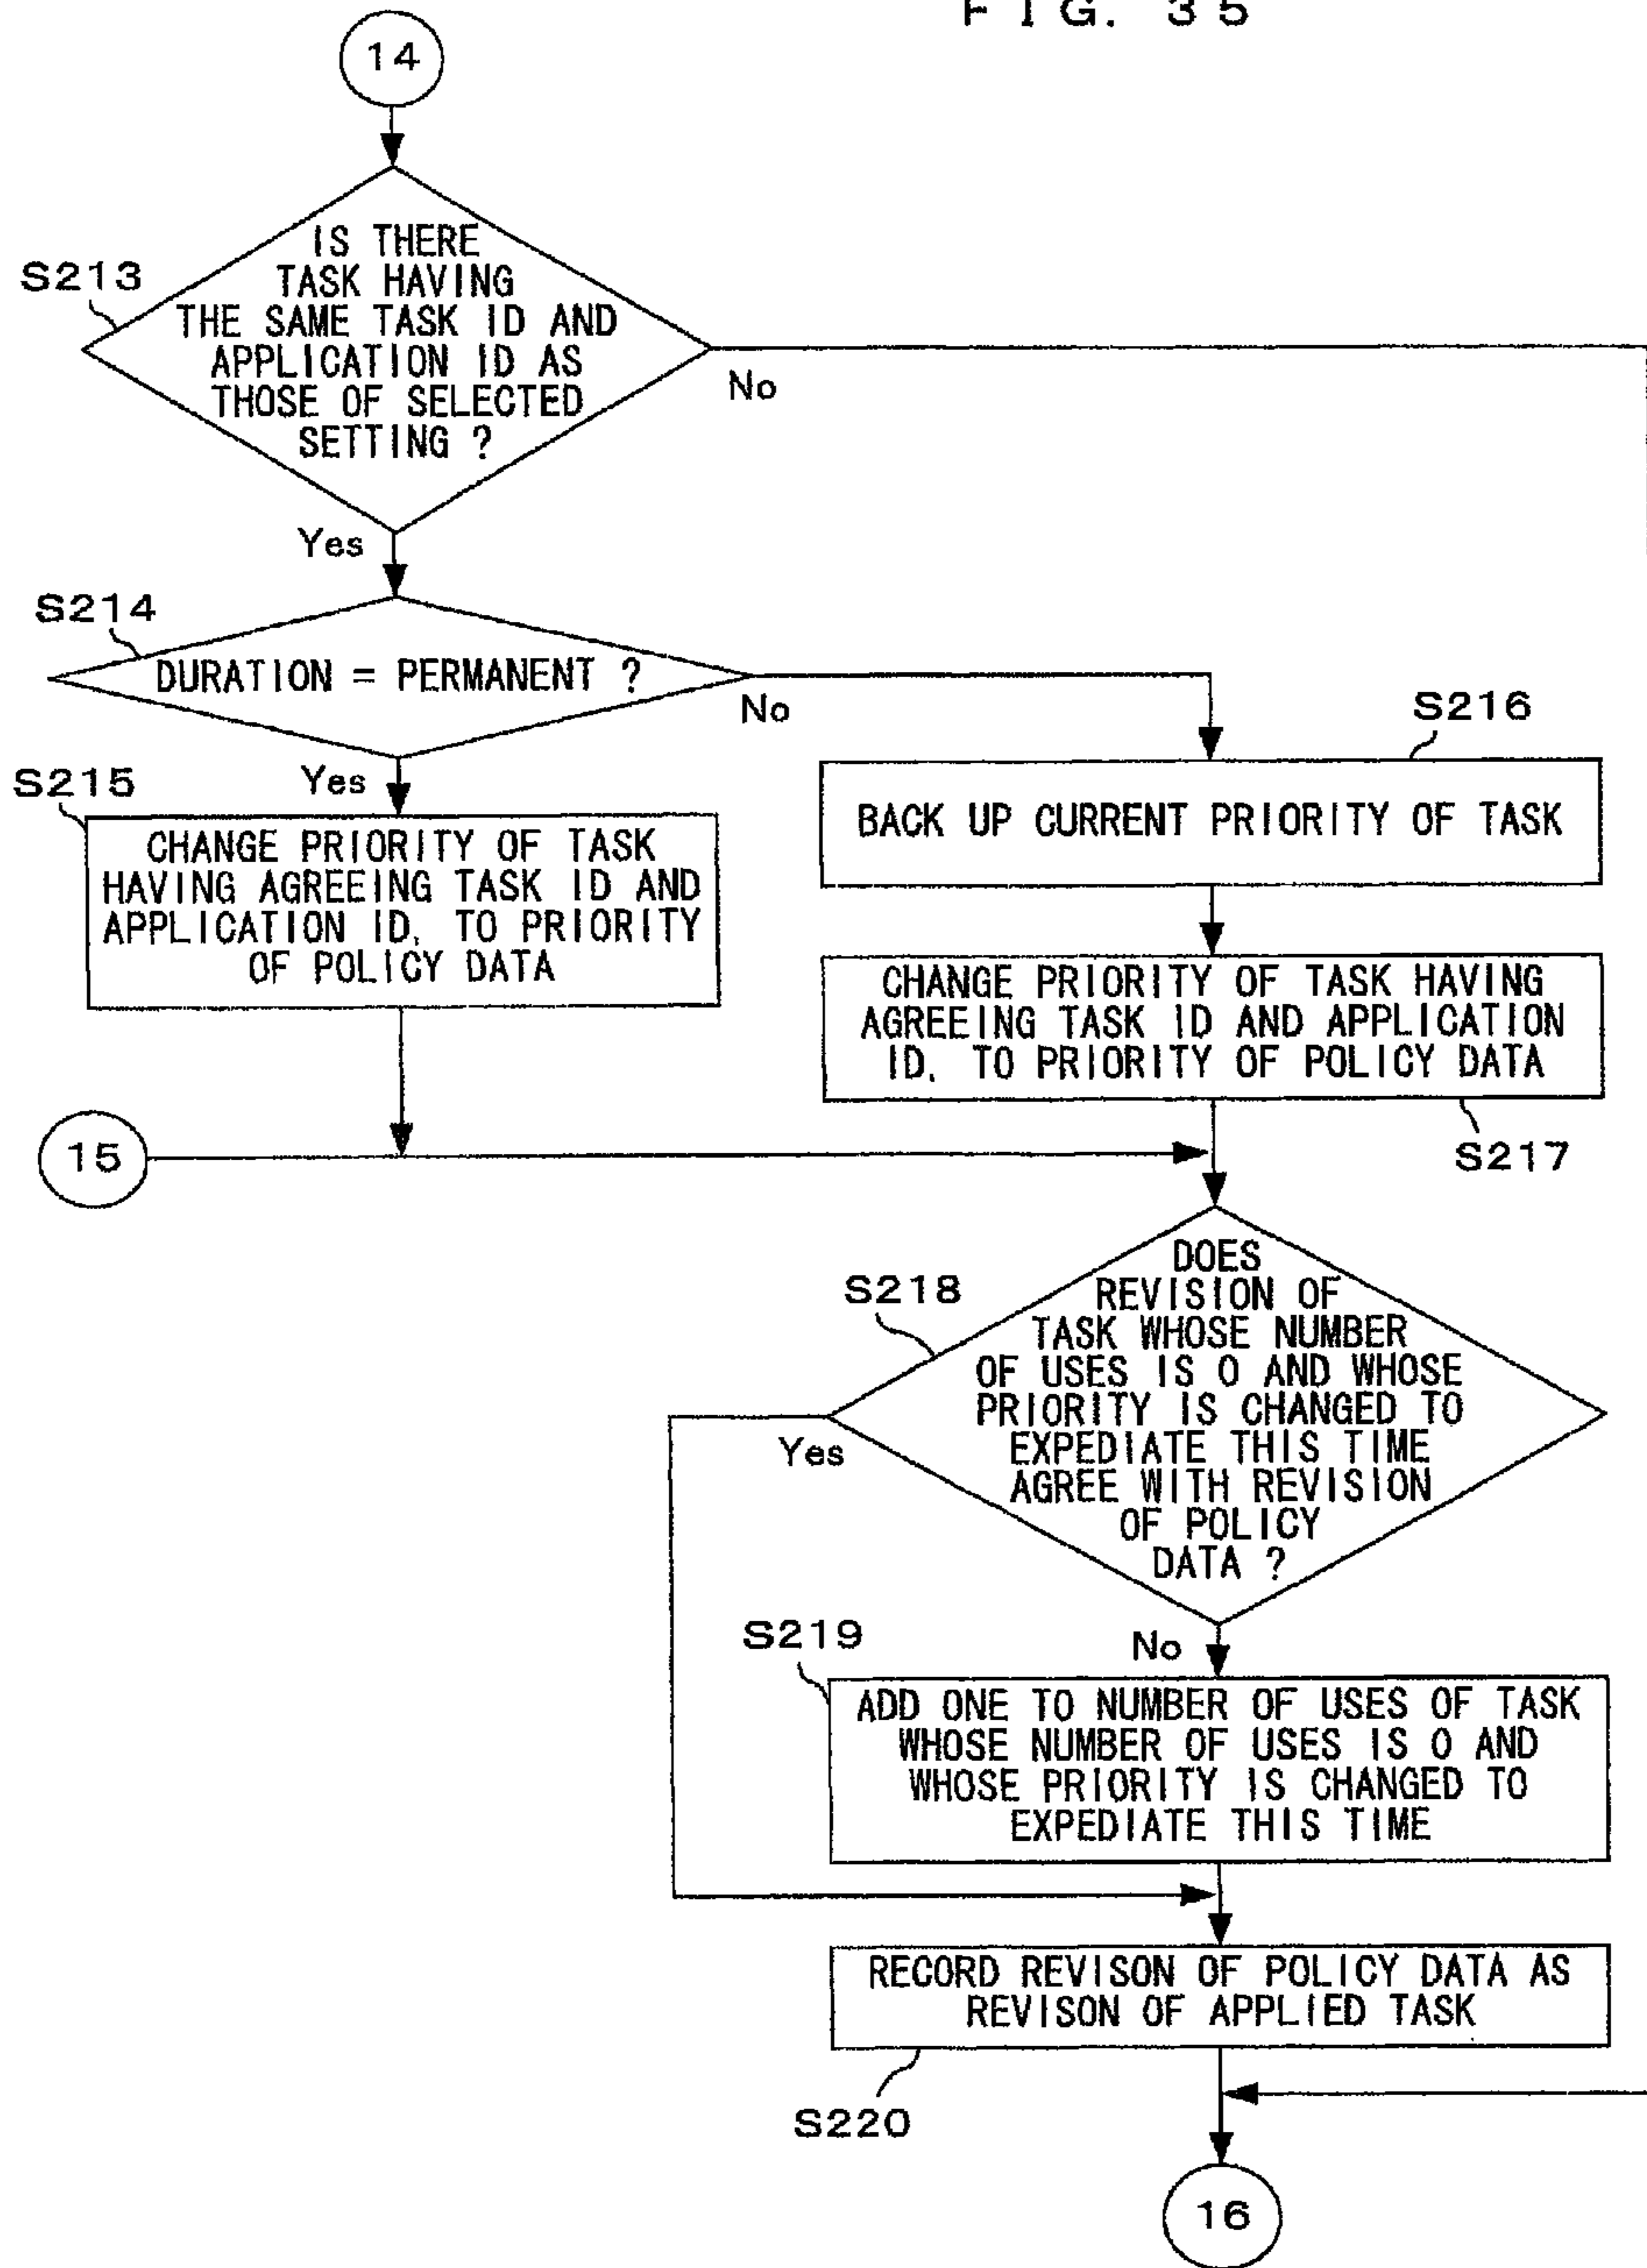 FIG. 35
14
S213
IS THERE
TASK HAVING
THE SAME TASK ID AND
APPLICATION ID AS
THOSE OF SELECTED
SETTING ?
No
Yes
S214
DURATION = PERMANENT ?
No
Yes
S215
CHANGE PRIORITY OF TASK
HAVING AGREEING TASK ID AND
APPLICATION ID, TO PRIORITY
OF POLICY DATA
S216
BACK UP CURRENT PRIORITY OF TASK
CHANGE PRIORITY OF TASK HAVING
AGREEING TASK ID AND APPLICATION
ID, TO PRIORITY OF POLICY DATA
S217
15
S218
DOES
REVISION OF
TASK WHOSE NUMBER
OF USES IS 0 AND WHOSE
PRIORITY IS CHANGED TO
EXPEDIATE THIS TIME
AGREE WITH REVISION
OF POLICY
DATA ?
Yes
No
S219
ADD ONE TO NUMBER OF USES OF TASK
WHOSE NUMBER OF USES IS 0 AND
WHOSE PRIORITY IS CHANGED TO
EXPEDIATE THIS TIME
RECORD REVISON OF POLICY DATA AS
REVISON OF APPLIED TASK
S220
16